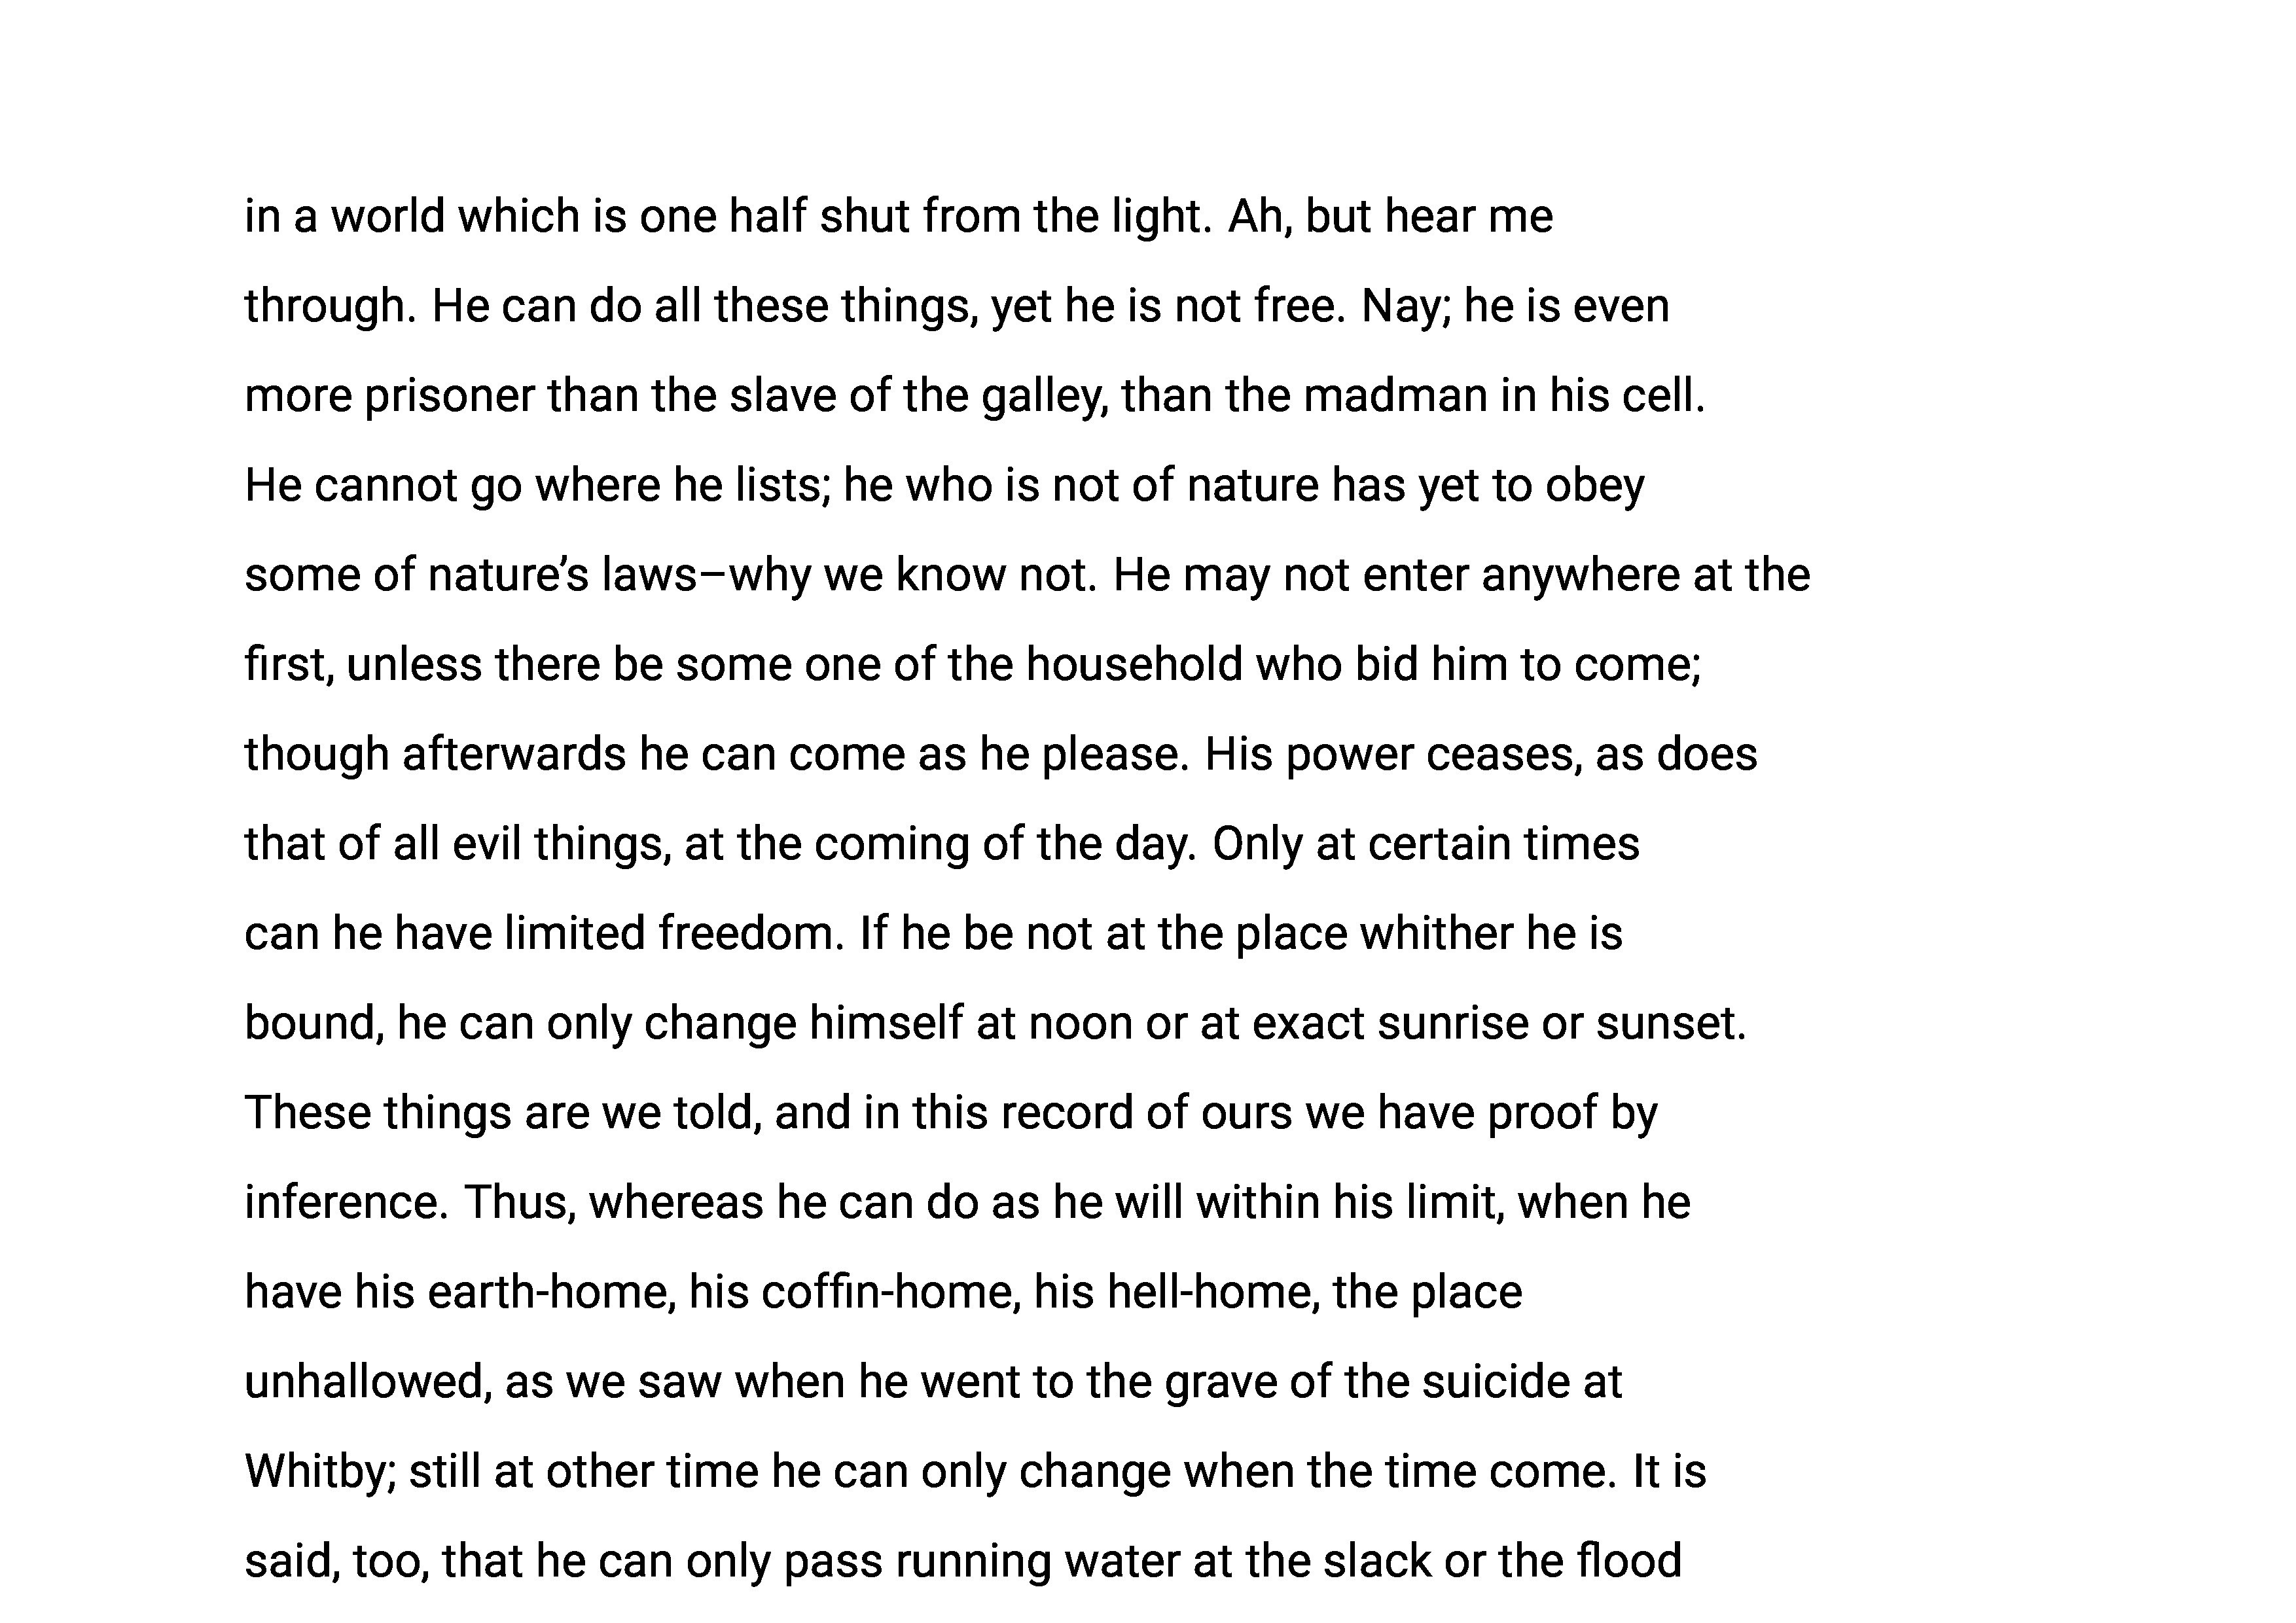 in a world which is one half shut from the light. Ah, but hear me
through. He can do all these things, yet he is not free. Nay; he is even
more prisoner than the slave of the galley, than the madman in his cell.
He cannot go where he lists; he who is not of nature has yet to obey
some of nature’s laws–why we know not. He may not enter anywhere at the
first, unless there be some one of the household who bid him to come;
though afterwards he can come as he please. His power ceases, as does
that of all evil things, at the coming of the day. Only at certain times
can he have limited freedom. If he be not at the place whither he is
bound, he can only change himself at noon or at exact sunrise or sunset.
These things are we told, and in this record of ours we have proof by
inference. Thus, whereas he can do as he will within his limit, when he
have his earth-home, his coffin-home, his hell-home, the place
unhallowed, as we saw when he went to the grave of the suicide at
Whitby; still at other time he can only change when the time come. It is
said, too, that he can only pass running water at the slack or the flood